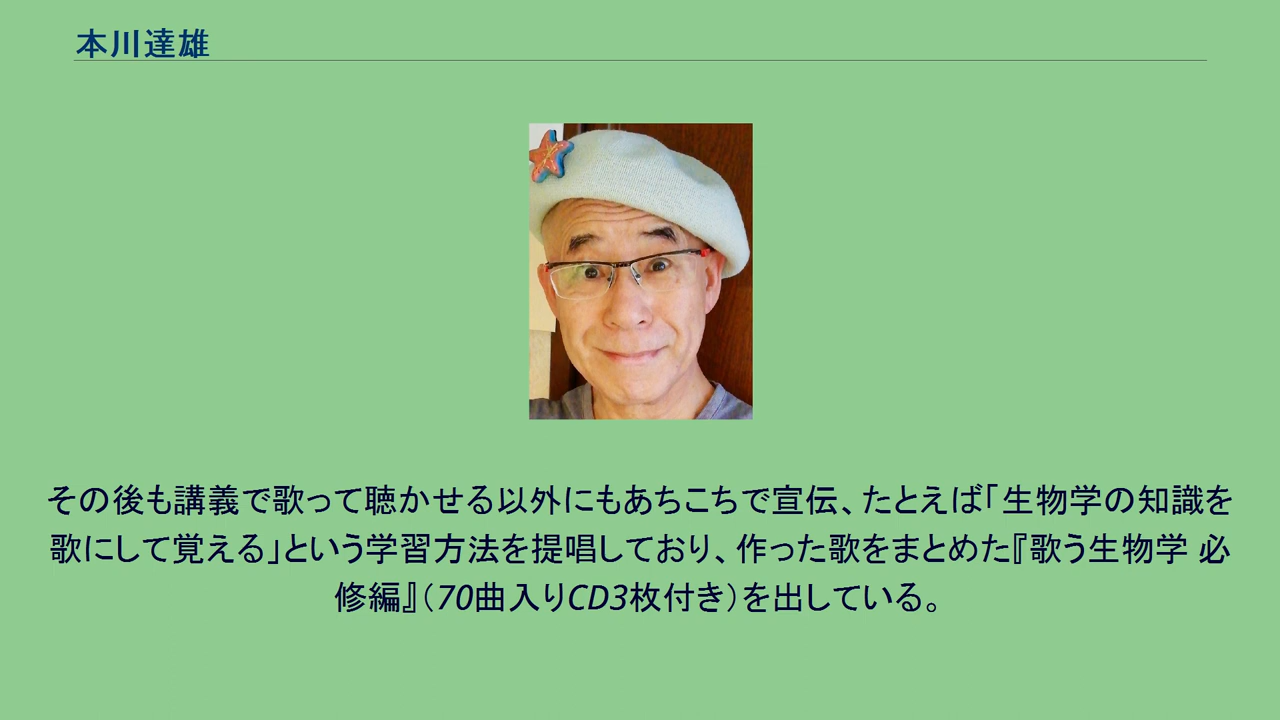 本川達雄
その後も講義で歌って聴かせる以外にもあちこちで宣伝、たとえば「生物学の知識を
歌にして覚える」という学習方法を提唱しており、作った歌をまとめた『歌う生物学 必
修編』（70曲入りCD3枚付き）を出している。